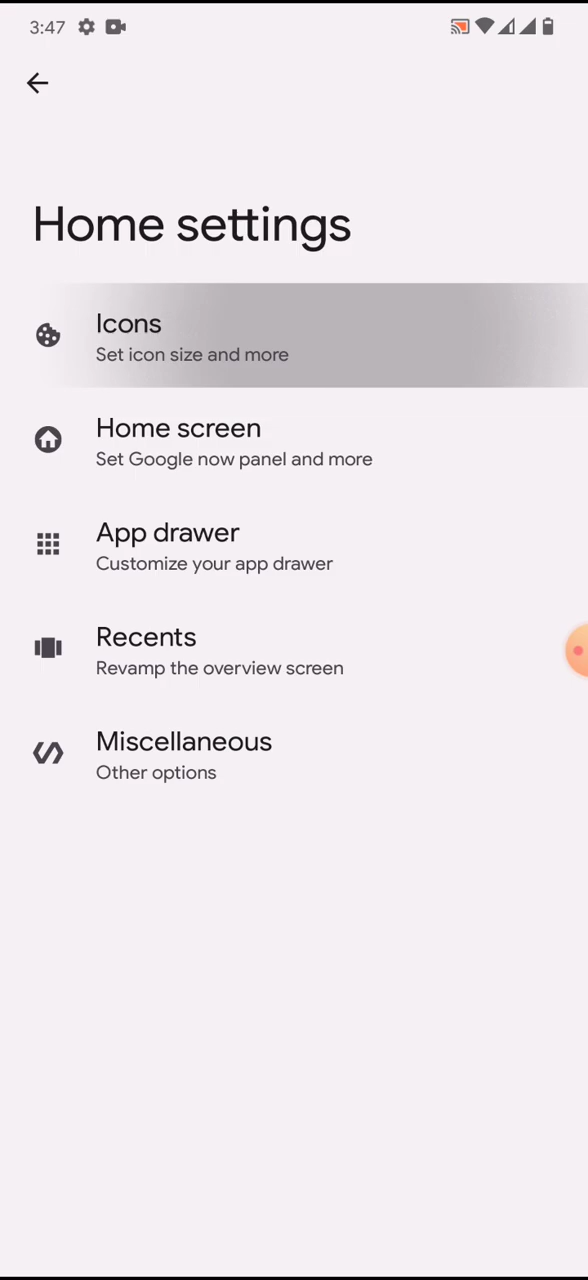 3:47
Home settings
Icons
Set icon size and more
Home screen
Set Google now panel and more
App drawer
Customize your app drawer
Recents
Revamp the overview screen
Miscellaneous
Other options